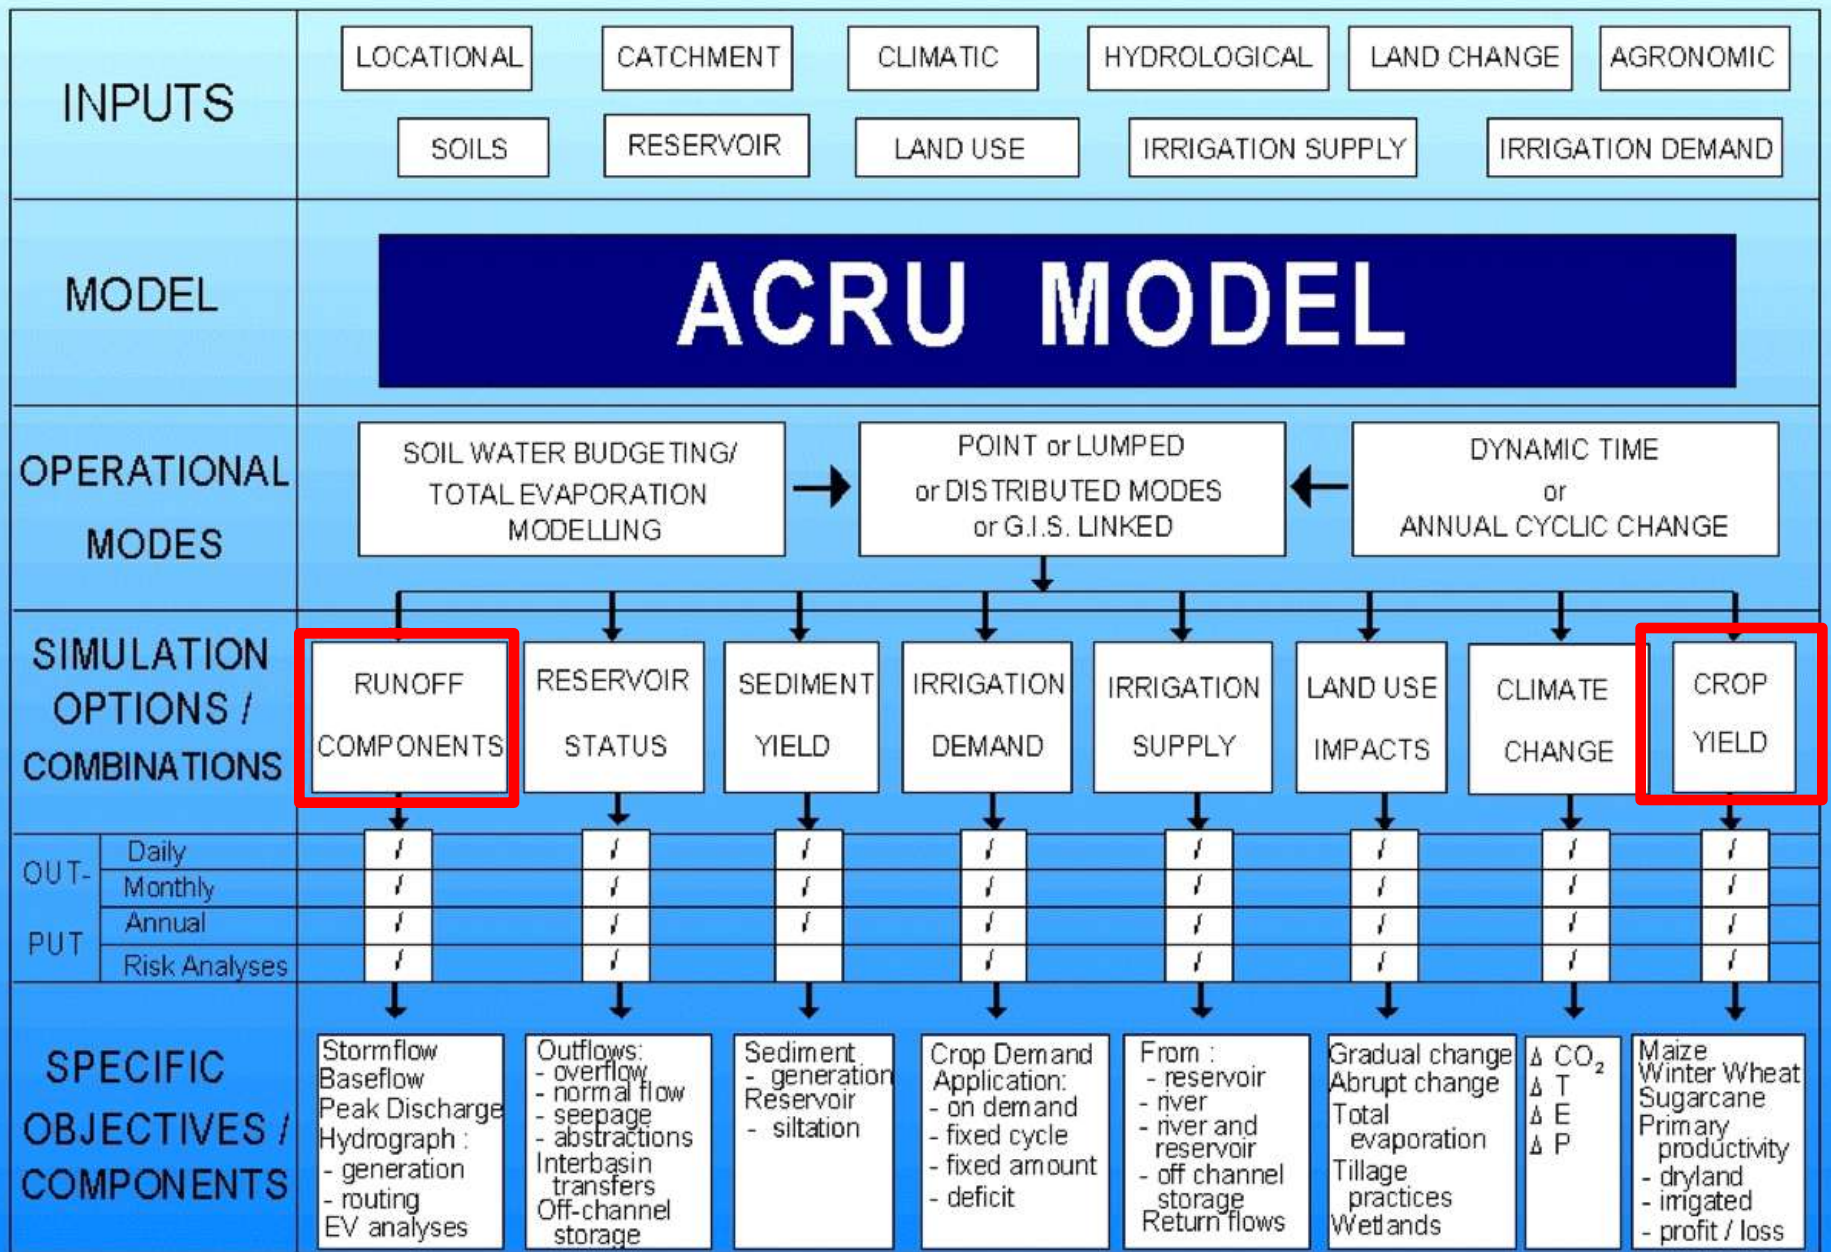 INPUTS
LOCATIONAL
CATCHMENT
CLIMATIC
HYDROLOGICAL
LAND CHANGE
AGRONOMIC
SOILS
RESERVOIR
LAND USE
IRRIGATION SUPPLY
IRRIGATION DEMAND
MODEL
ACRU MODEL
OPERATIONAL
MODES
SOIL WATER BUDGETING/
TOTAL EVAPORATION
MODELLING
POINT or LUMPED
or DISTRIBUTED MODES
or G.I.S. LINKED
DYNAMIC TIME
or
ANNUAL CYCLIC CHANGE
SIMULATION
OPTIONS /
COMBINATIONS
RUNOFF
COMPONENTS
RESERVOIR
STATUS
SEDIMENT
YIELD
IRRIGATION
DEMAND
IRRIGATION
SUPPLY
LAND USE
IMPACTS
CLIMATE
CHANGE
CROP
YIELD
OUT-
PUT
Daily
/ / / / / / / /
Monthly
/ / / / / / / /
Annual
/ / / / / / / /
Risk Analyses
/ / / / / / /
SPECIFIC
OBJECTIVES /
COMPONENTS
Stormflow
Baseflow
Peak Discharge
Hydrograph :
- generation
- routing
EV analyses
Outflows:
- overflow
- normal flow
- seepage
- abstractions
Interbasin
transfers
Off-channel
storage
Sediment
- generation
Reservoir
- siltation
Crop Demand
Application:
- on demand
- fixed cycle
- fixed amount
- deficit
From :
- reservoir
- river
- river and
reservoir
- off channel
storage
Return flows
Gradual change
Abrupt change
Total
evaporation
Tillage
practices
Wetlands
Δ CO₂
Δ T
Δ E
Δ P
Maize
Winter Wheat
Sugarcane
Primary
productivity
- dryland
- irrigated
- profit / loss